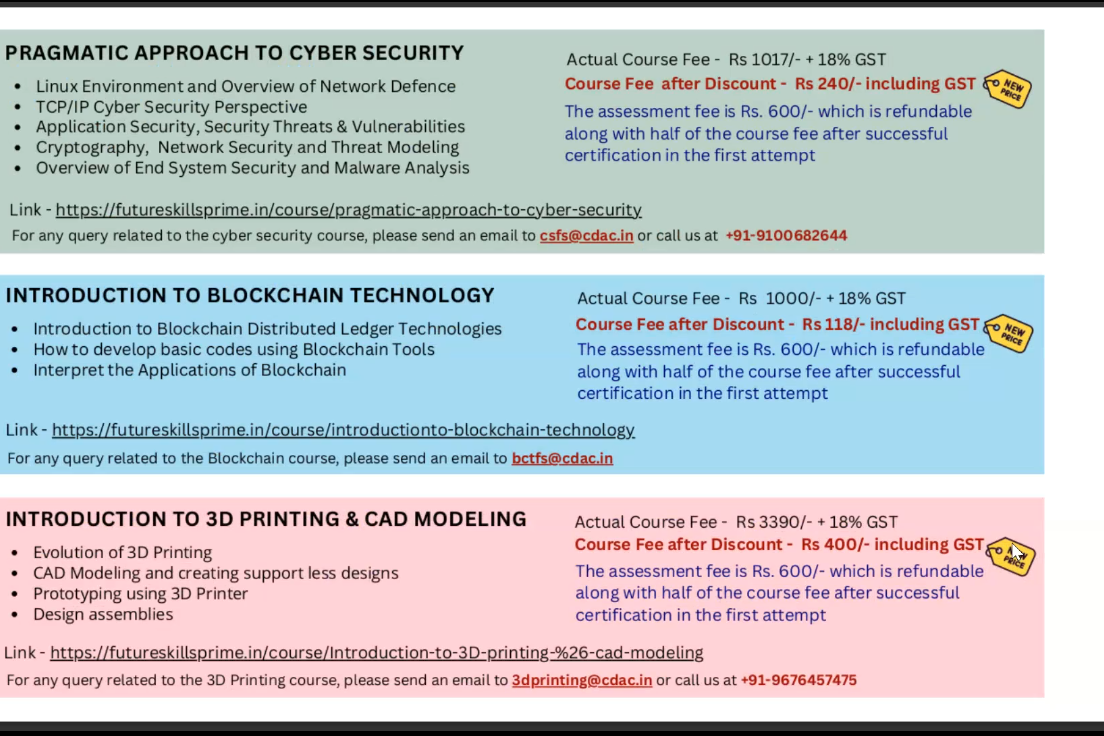 PRAGMATIC APPROACH TO CYBER SECURITY
• Linux Environment and Overview of Network Defence
• TCP/IP Cyber Security Perspective
• Application Security, Security Threats & Vulnerabilities
• Cryptography, Network Security and Threat Modeling
• Overview of End System Security and Malware Analysis
Actual Course Fee - Rs 1017/- + 18% GST
Course Fee after Discount - Rs 240/- including GST
NEW
PRICE
The assessment fee is Rs. 600/- which is refundable
along with half of the course fee after successful
certification in the first attempt
Link - https://futureskillsprime.in/course/pragmatic-approach-to-cyber-security
For any query related to the cyber security course, please send an email to csfs@cdac.in or call us at +91-9100682644
INTRODUCTION TO BLOCKCHAIN TECHNOLOGY
• Introduction to Blockchain Distributed Ledger Technologies
• How to develop basic codes using Blockchain Tools
• Interpret the Applications of Blockchain
Actual Course Fee - Rs 1000/- + 18% GST
Course Fee after Discount - Rs 118/- including GST
NEW
PRICE
The assessment fee is Rs. 600/- which is refundable
along with half of the course fee after successful
certification in the first attempt
Link - https://futureskillsprime.in/course/introductionto-blockchain-technology
For any query related to the Blockchain course, please send an email to bctfs@cdac.in
INTRODUCTION TO 3D PRINTING & CAD MODELING
• Evolution of 3D Printing
• CAD Modeling and creating support less designs
• Prototyping using 3D Printer
• Design assemblies
Actual Course Fee - Rs 3390/- + 18% GST
Course Fee after Discount - Rs 400/- including GST
NEW
PRICE
The assessment fee is Rs. 600/- which is refundable
along with half of the course fee after successful
certification in the first attempt
Link - https://futureskillsprime.in/course/Introduction-to-3D-printing-%26-cad-modeling
For any query related to the 3D Printing course, please send an email to 3dprinting@cdac.in or call us at +91-9676457475